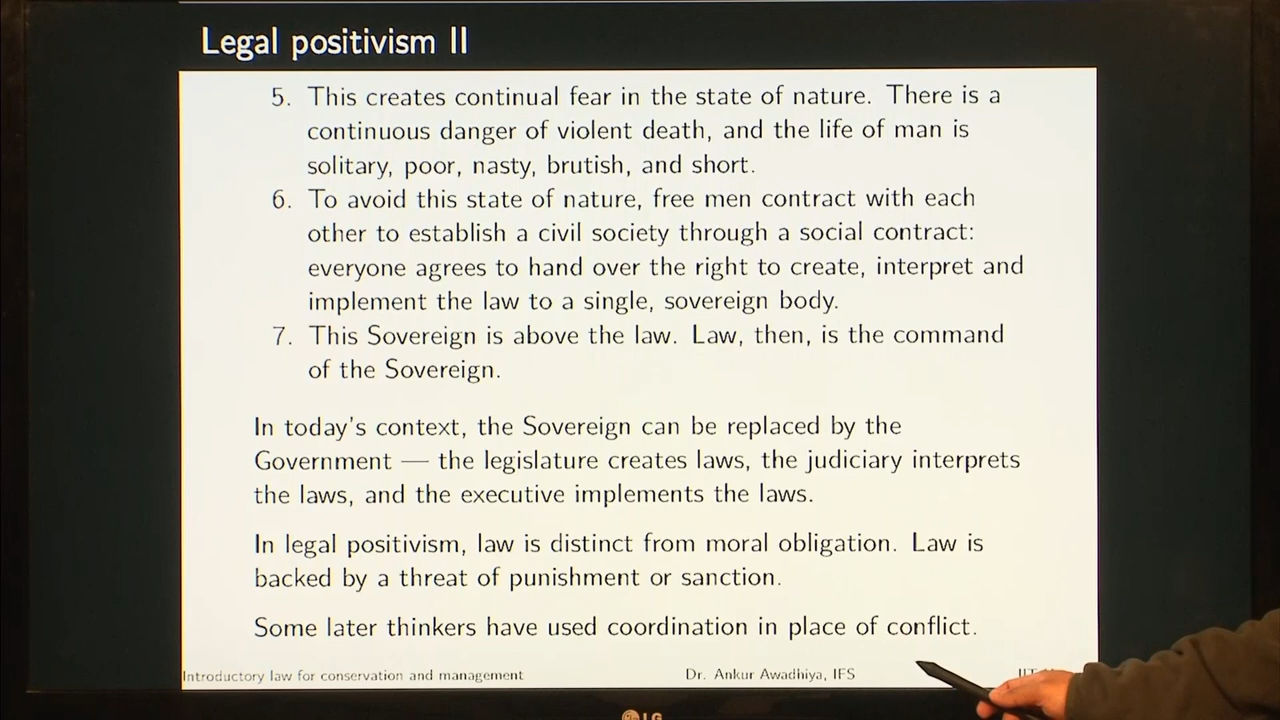 Legal positivism II
5. This creates continual fear in the state of nature. There is a
continuous danger of violent death, and the life of man is
solitary, poor, nasty, brutish, and short.
6. To avoid this state of nature, free men contract with each
other to establish a civil society through a social contract:
everyone agrees to hand over the right to create, interpret and
implement the law to a single, sovereign body.
7. This Sovereign is above the law. Law, then, is the command
of the Sovereign.
In today's context, the Sovereign can be replaced by the
Government — the legislature creates laws, the judiciary interprets
the laws, and the executive implements the laws.
In legal positivism, law is distinct from moral obligation. Law is
backed by a threat of punishment or sanction.
Some later thinkers have used coordination in place of conflict.
Introductory law for conservation and management Dr. Ankur Awadhiya, IFS
LG